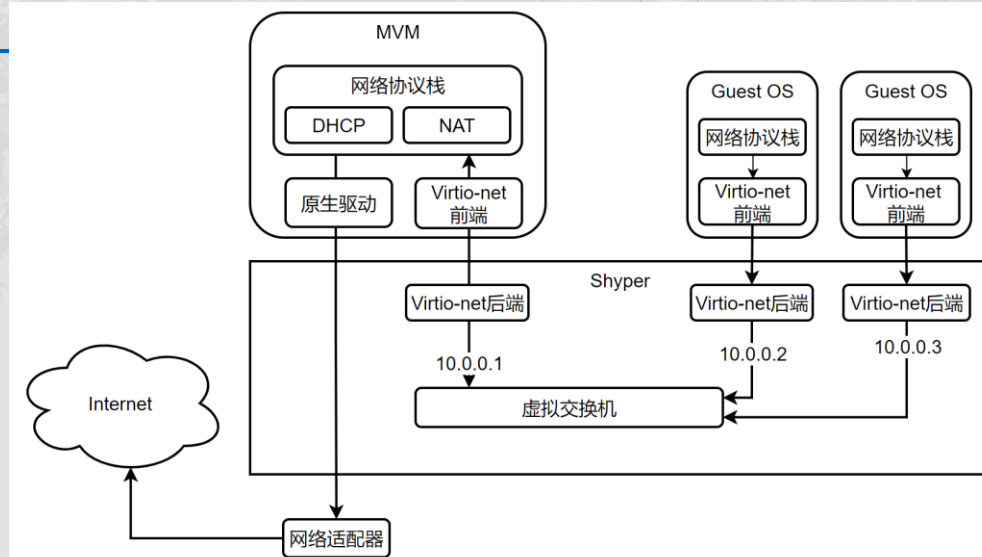 MVM
网络协议栈
DHCP
NAT
原生驱动
Virtio-net
前端
Guest OS
网络协议栈
Virtio-net
前端
Guest OS
网络协议栈
Virtio-net
前端
Shyper
Virtio-net后端
Virtio-net后端
Virtio-net后端
10.0.0.1
10.0.0.2
10.0.0.3
虚拟交换机
Internet
网络适配器